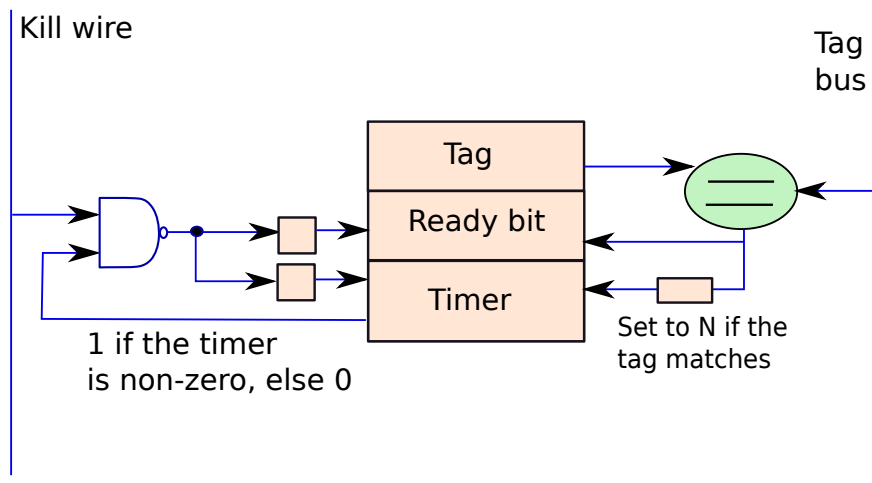 Kill wire
Tag
bus
Tag
Ready bit
Timer
Set to N if the
tag matches
1 if the timer
is non-zero, else 0